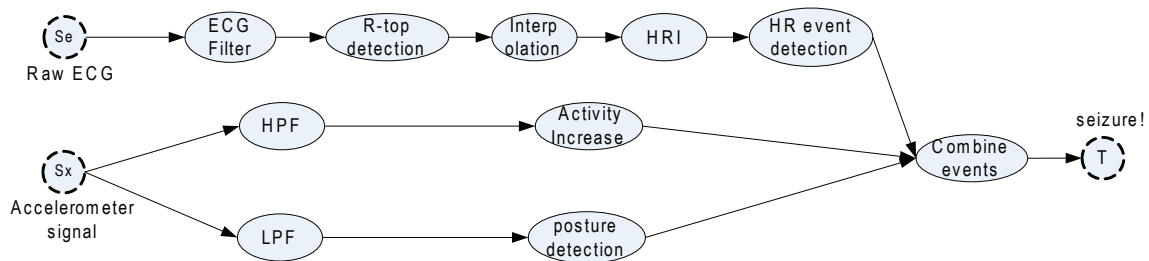 Se
Raw ECG
ECG
Filter
R-top
detection
Interp
olation
HRI
HR event
detection
HPF
Activity
Increase
seizure!
Sx
Accelerometer
signal
Combine
events
T
LPF
posture
detection